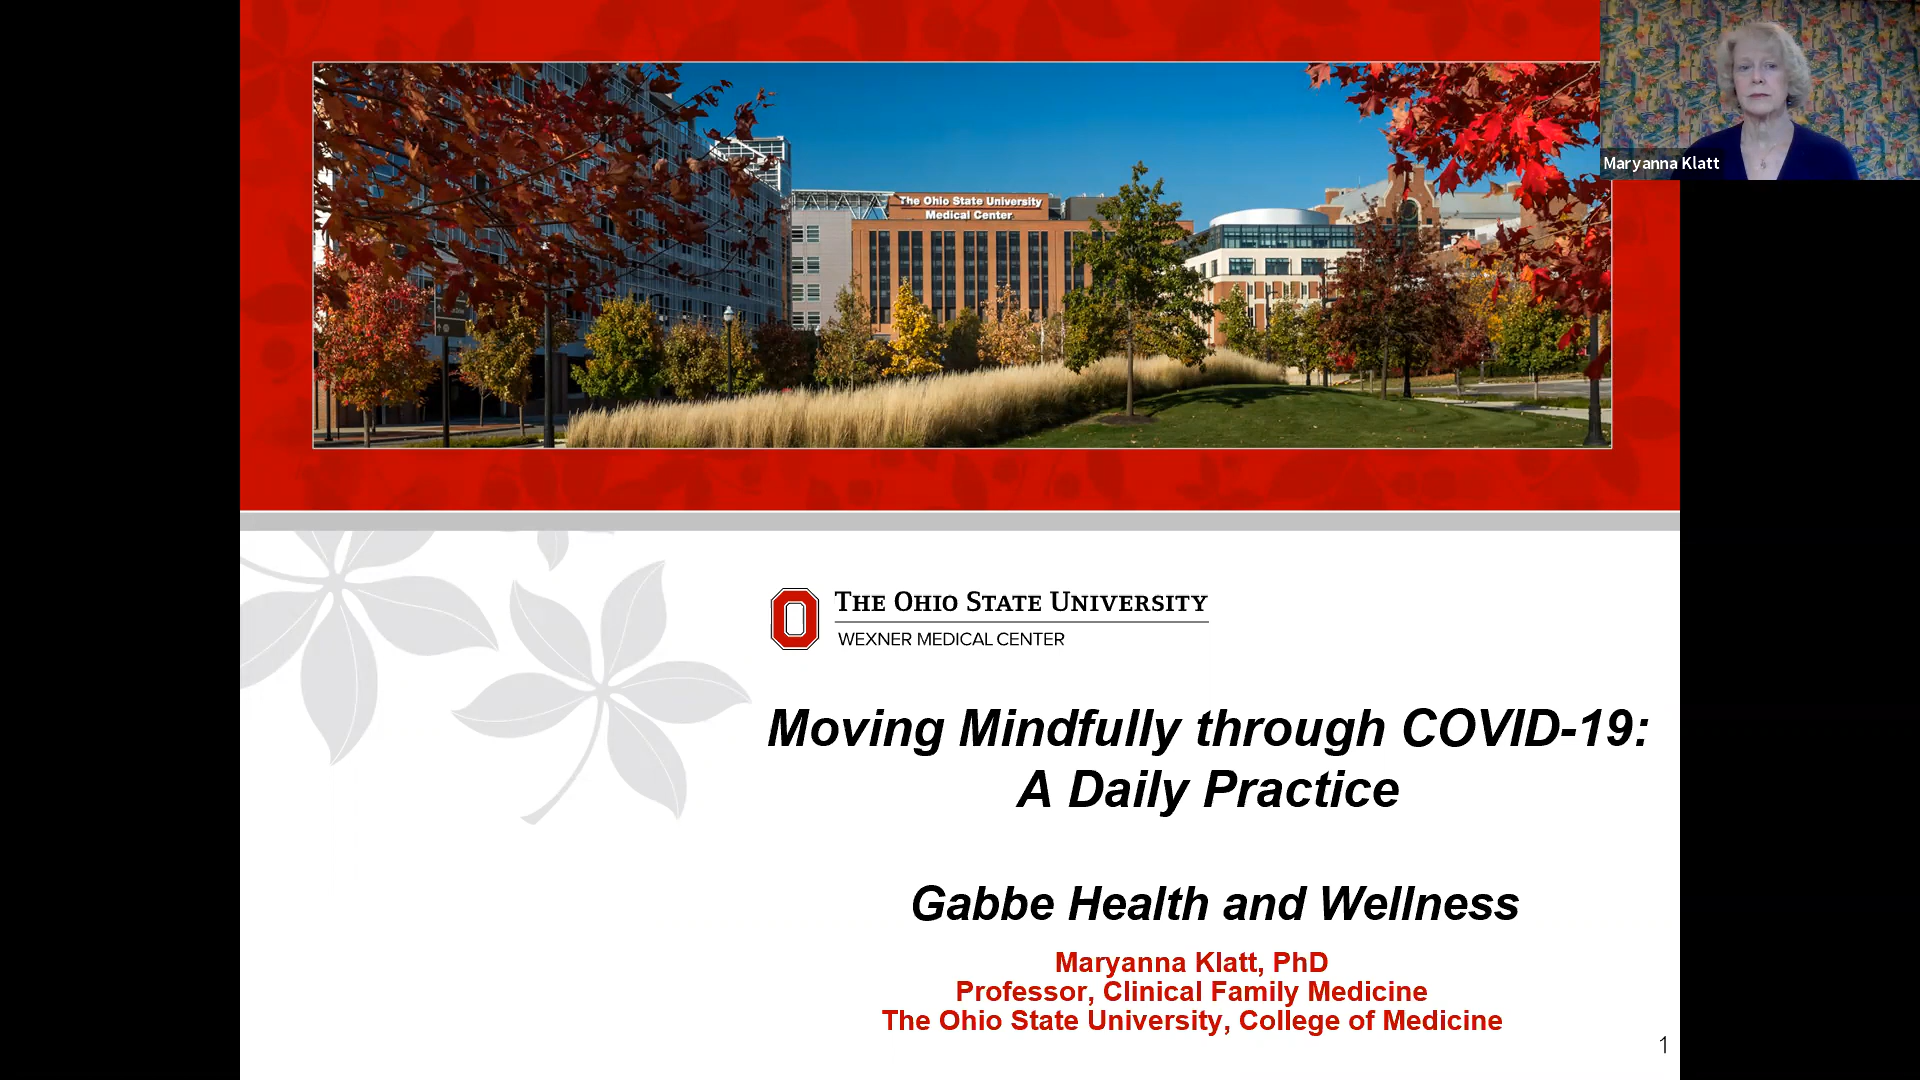 The Ohio State University
Medical Center
Maryanna Klatt
THE OHIO STATE UNIVERSITY
WEXNER MEDICAL CENTER
Moving Mindfully through COVID-19:
A Daily Practice
Gabbe Health and Wellness
Maryanna Klatt, PhD
Professor, Clinical Family Medicine
The Ohio State University, College of Medicine
1